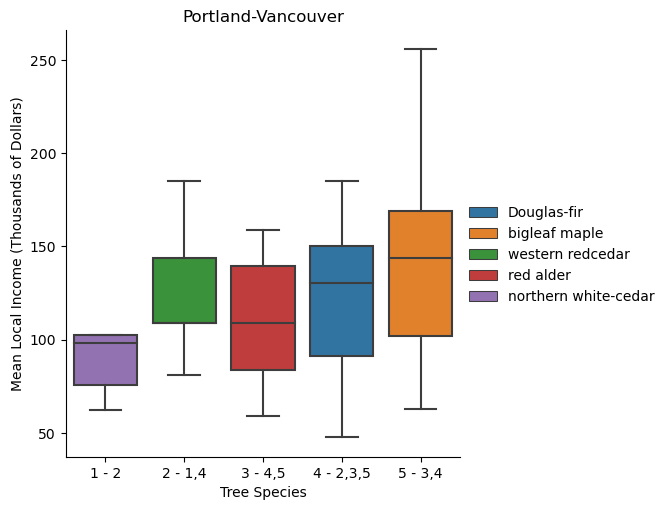 Portland-Vancouver
Mean Local Income (Thousands of Dollars)
250
200
150
100
50
1 - 2
2 - 1,4
3 - 4,5
4 - 2,3,5
5 - 3,4
Tree Species
Douglas-fir
bigleaf maple
western redcedar
red alder
northern white-cedar